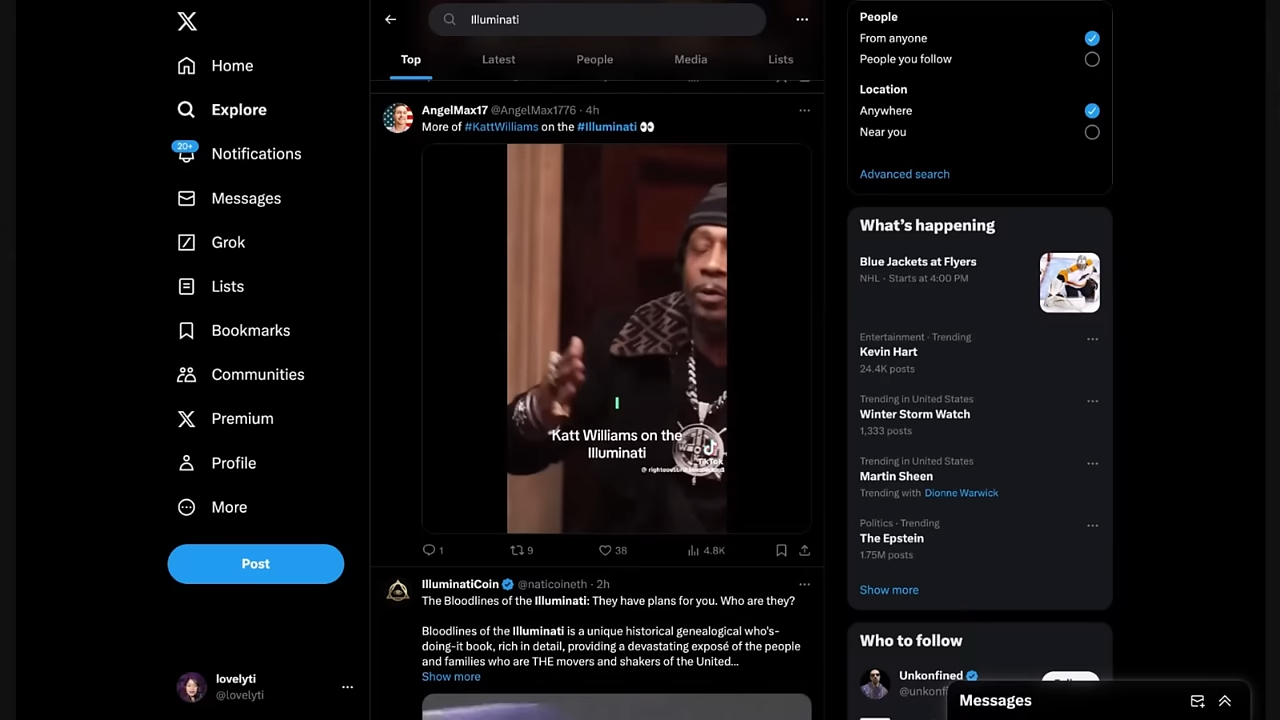 Home
Explore
20+
Notifications
Messages
Grok
Lists
Bookmarks
Communities
Premium
Profile
More
Post
lovelyti
@lovelyti
Illuminati
Top
Latest
People
Media
Lists
AngelMax17 @AngelMax1776 · 4h
More of #KattWilliams on the #Illuminati 👀
Katt Williams on the
Illuminati
TikTok
1
9
38
4.8K
IlluminatiCoin @naticoineth · 2h
The Bloodlines of the Illuminati: They have plans for you. Who are they?
Bloodlines of the Illuminati is a unique historical genealogical who's-
doing-it book, rich in detail, providing a devastating exposé of the people
and families who are THE movers and shakers of the United...
Show more
People
From anyone
People you follow
Location
Anywhere
Near you
Advanced search
What's happening
Blue Jackets at Flyers
NHL · Starts at 4:00 PM
Entertainment · Trending
Kevin Hart
24.4K posts
Trending in United States
Winter Storm Watch
1,333 posts
Trending in United States
Martin Sheen
Trending with Dionne Warwick
Politics · Trending
The Epstein
1.75M posts
Show more
Who to follow
Unkonfined
Messages